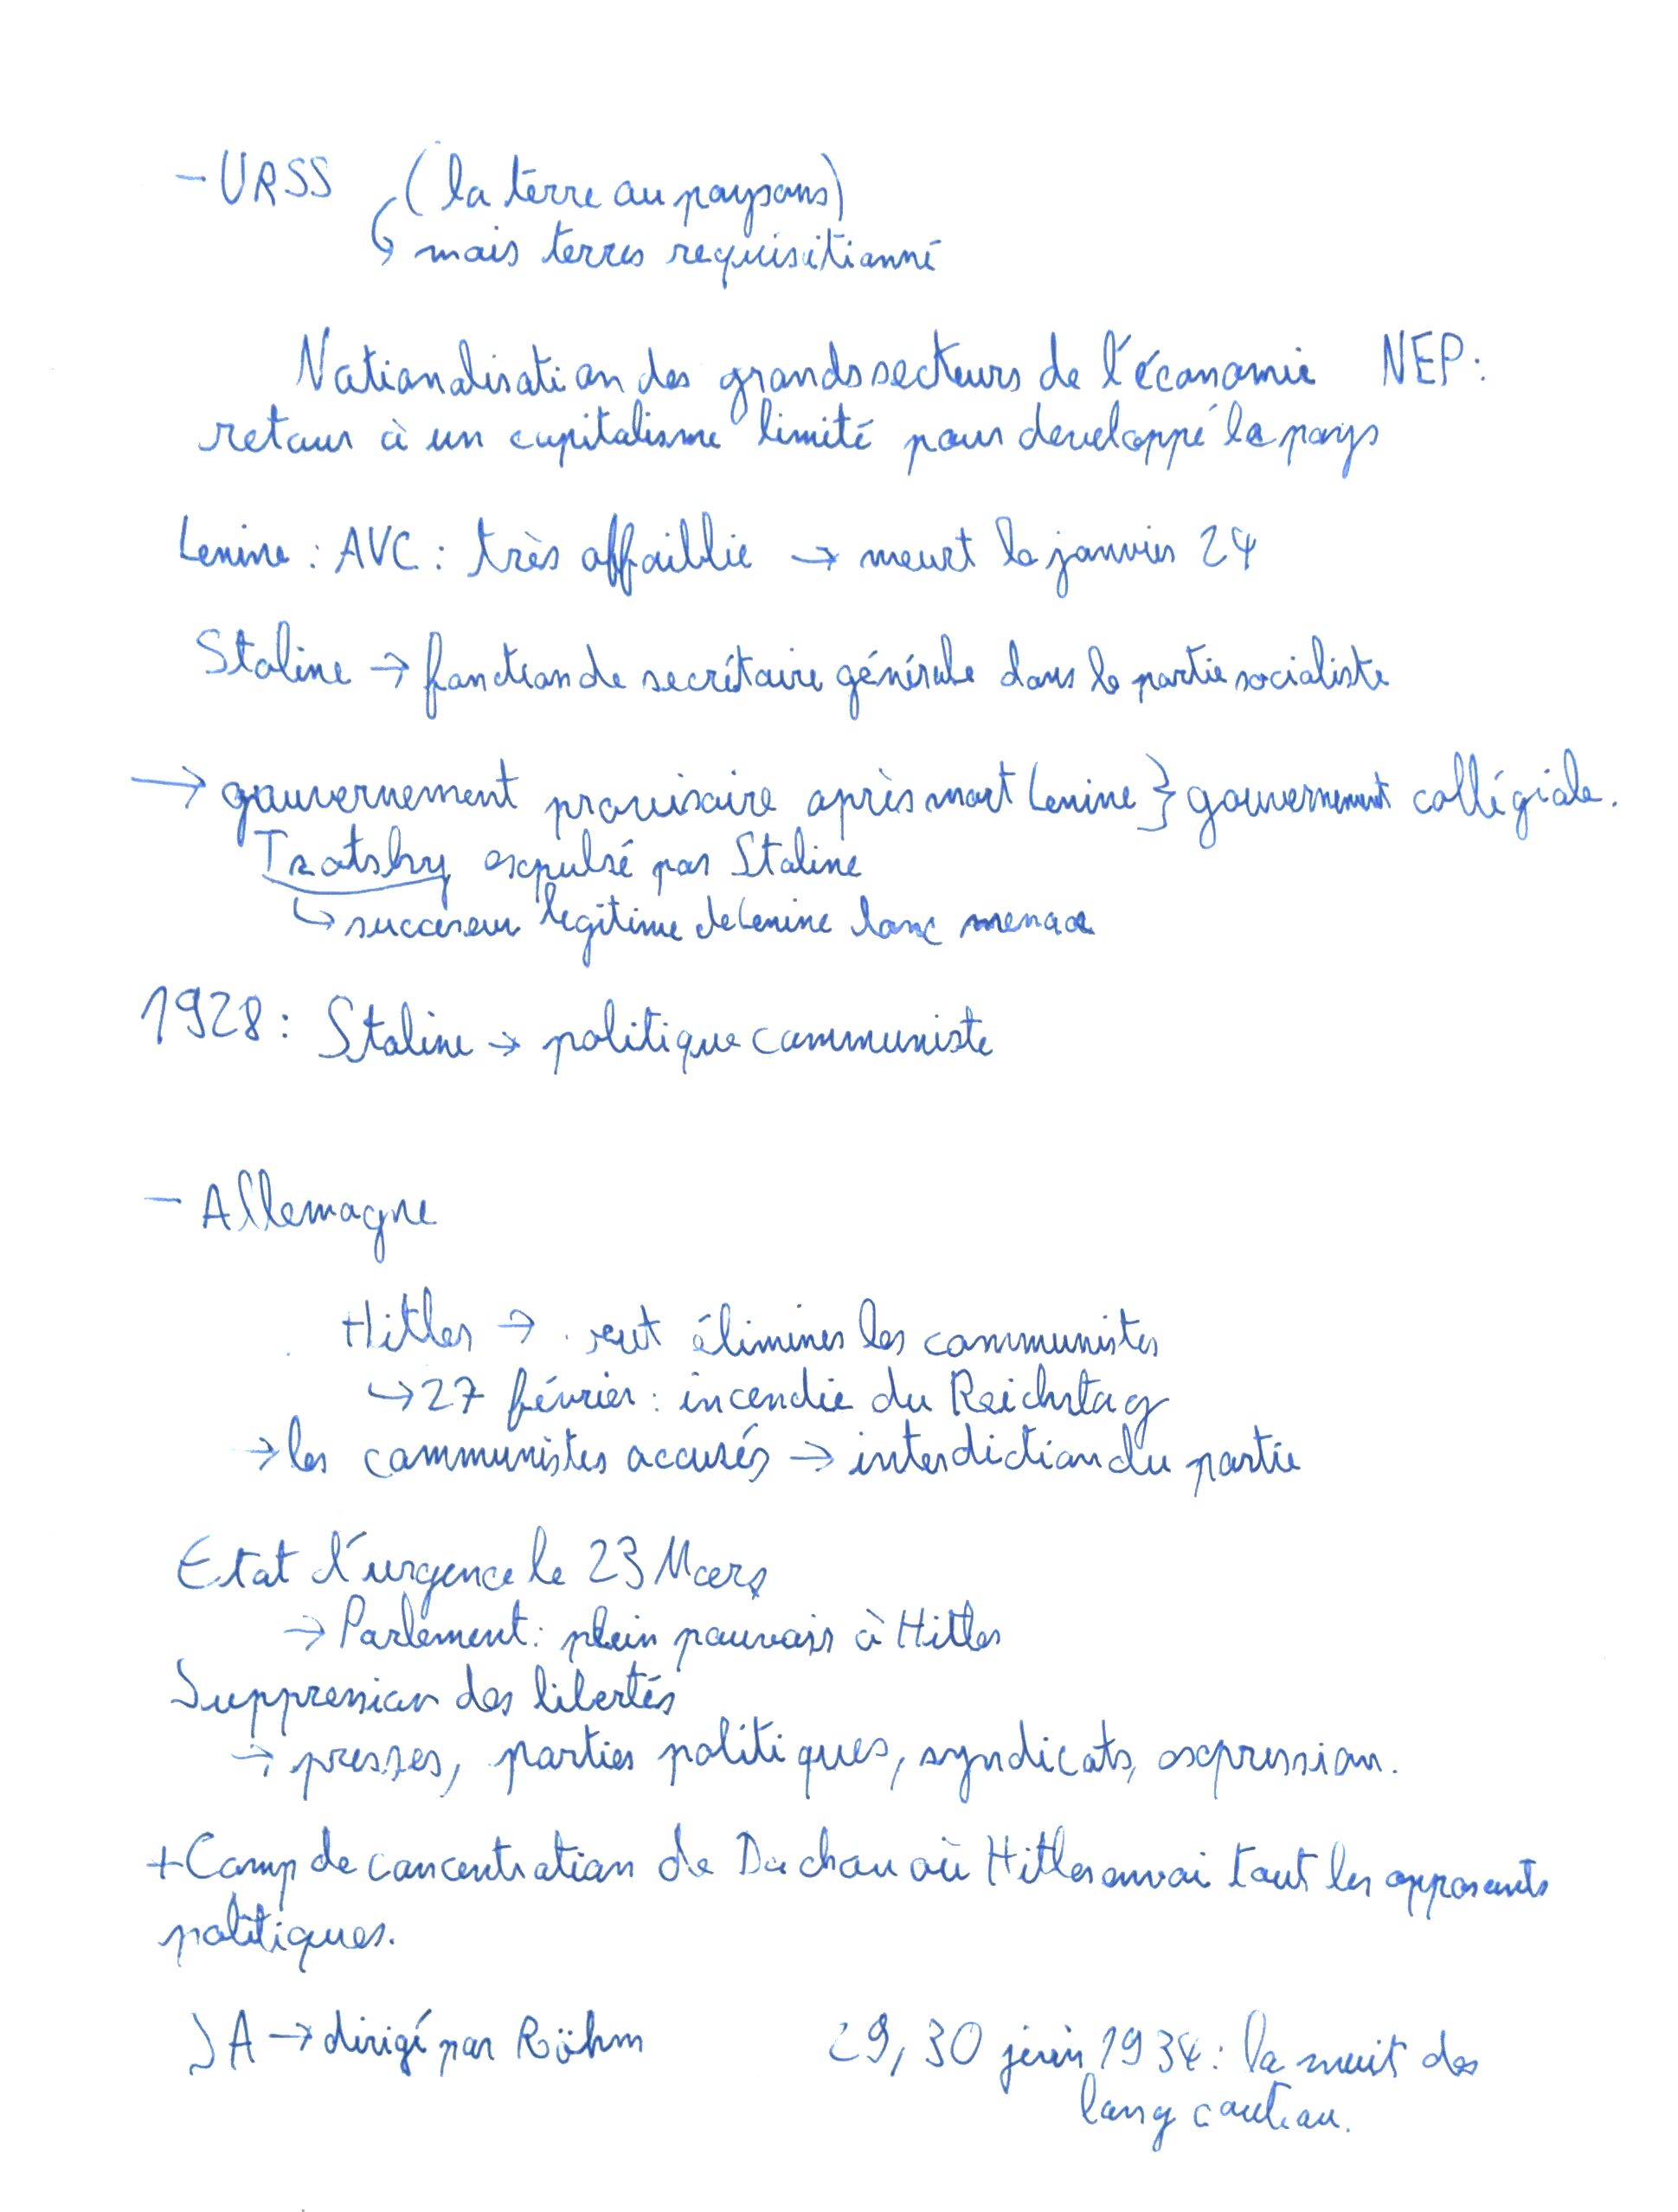 - URSS (la terre au paysans)
↳ mais terres requisitionné
Nationalisation des grands secteurs de l'économie NEP:
retour à un capitalisme limité pour developpé le pays
Lenine : AVC : très affaiblie → meurt le janvier 24
Staline → fonction de secrétaire générale dans le partie socialiste
→ gouvernement provisoire après mort Lenine } gouvernement collégiale.
Trotsky expulsé par Staline
↳ successeur legitime de Lenine donc menace
1928 : Staline → politique communiste
- Allemagne
Hitler → veut éliminer les communistes
↳ 27 février : incendie du Reichstag
→ les communistes accusés → interdiction du partie
Etat d'urgence le 23 Mars
→ Parlement : plein pouvoirs à Hitler
Suppression des libertés
→ presses, parties politiques, syndicats, expression.
+ Camp de concentration de Dachau où Hitler envoi tout les opposants
politiques.
SA → dirigé par Röhm 29, 30 juin 1934 : la nuit des
long couteau.